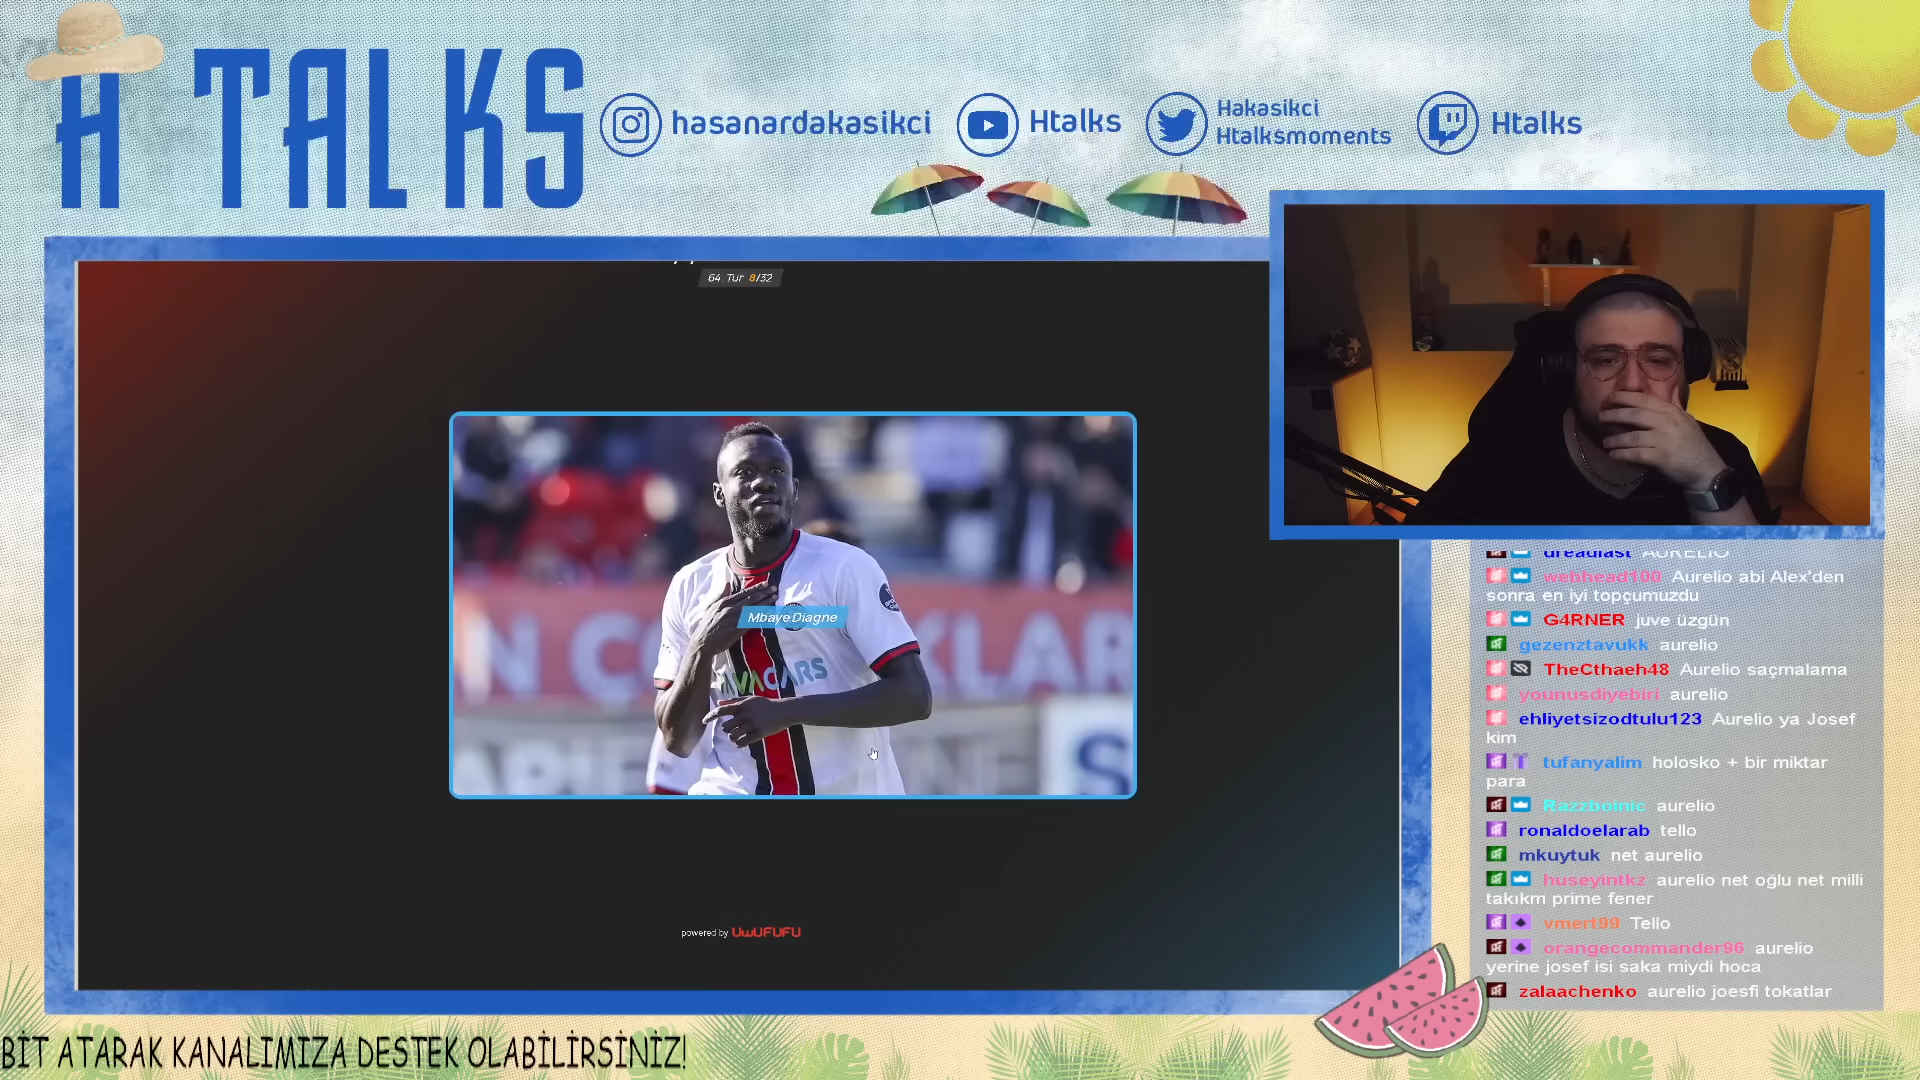 H TALKS
hasanardakasikci
Htalks
Hakasikci
Htalksmoments
Htalks
64. Tur 8/32
Mbaye Diagne
VACARS
powered by UwUFUFU
dreadlast AURELIO
webhead100 Aurelio abi Alex'den
sonra en iyi topçumuzdu
G4RNER juve üzgün
gezenztavukk aurelio
TheCthaeh48 Aurelio saçmalama
younusdiyebiri aurelio
ehliyetsizodtulu123 Aurelio ya Josef
kim
tufanyalim holosko + bir miktar
para
Razzboinic aurelio
ronaldoelarab tello
mkuytuk net aurelio
huseyintkz aurelio net oğlu net milli
takıkm prime fener
vmert99 Tello
orangecommander96 aurelio
yerine josef isi saka miydi hoca
zalaachenko aurelio joesfi tokatlar
BİT ATARAK KANALIMIZA DESTEK OLABİLİRSİNİZ!